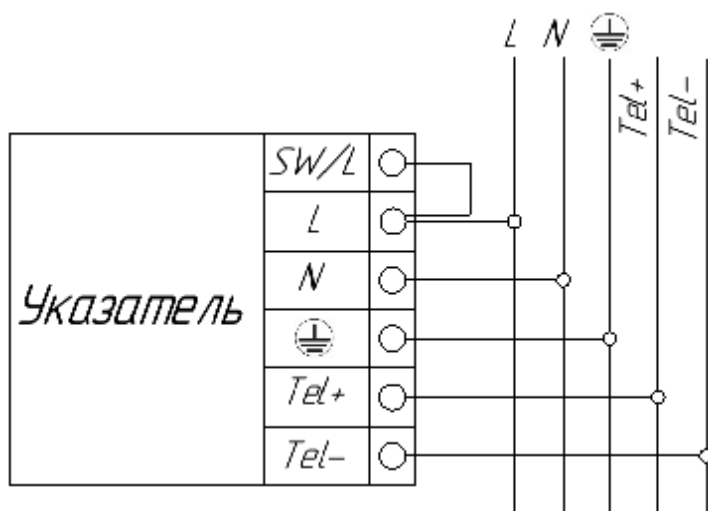 L N ⏚
Tel+
Tel-
SW/L
L
N
Указатель
⏚
Tel+
Tel-